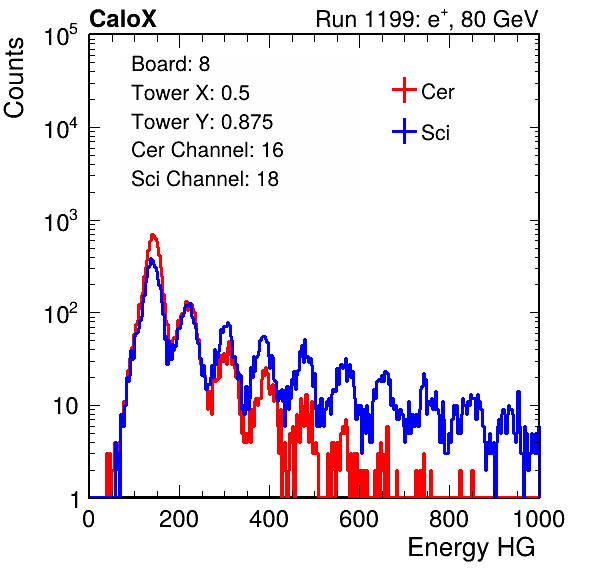 CaloX Run 1199: e⁺, 80 GeV
Counts
10⁵
10⁴
10³
10²
10
1
Board: 8
Tower X: 0.5
Tower Y: 0.875
Cer Channel: 16
Sci Channel: 18
Cer
Sci
0 200 400 600 800 1000
Energy HG